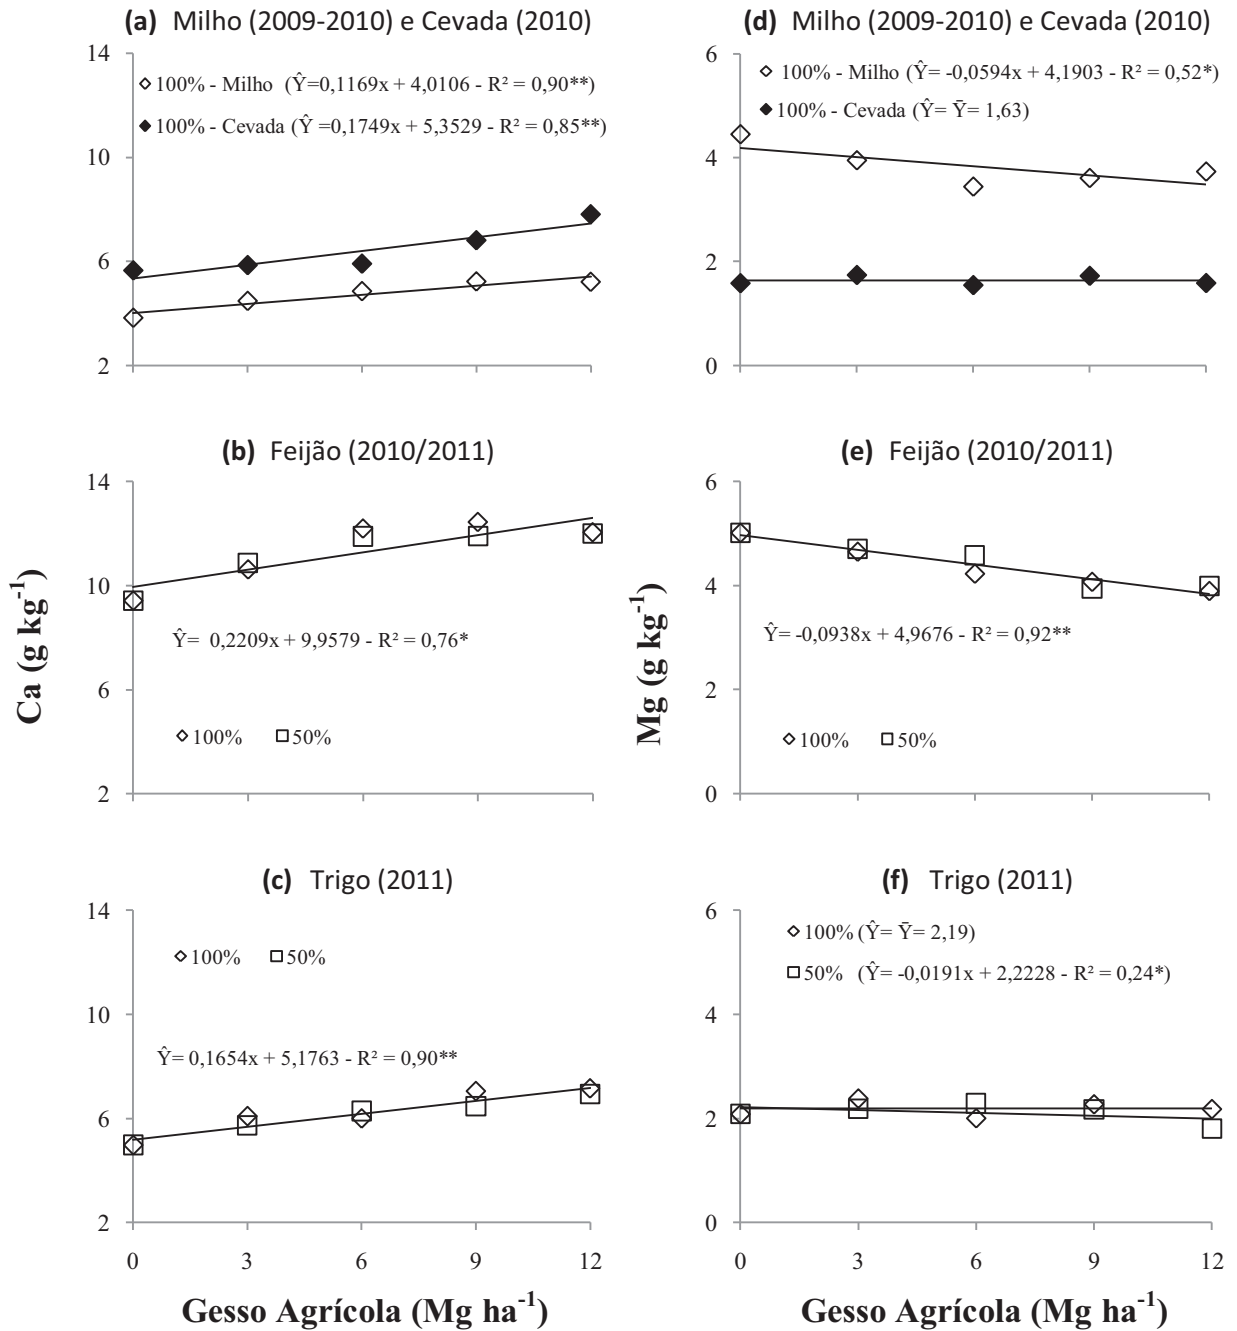 (a) Milho (2009-2010) e Cevada (2010)
14
100% - Milho (Ŷ=0,1169x + 4,0106 - R² = 0,90**)
100% - Cevada (Ŷ =0,1749x + 5,3529 - R² = 0,85**)
10
6
2
(d) Milho (2009-2010) e Cevada (2010)
6
100% - Milho (Ŷ= -0,0594x + 4,1903 - R² = 0,52*)
100% - Cevada (Ŷ= Ȳ= 1,63)
4
2
0
(b) Feijão (2010/2011)
14
10
Ŷ= 0,2209x + 9,9579 - R² = 0,76*
6
100% 50%
2
Ca (g kg⁻¹)
(e) Feijão (2010/2011)
6
4
Ŷ= -0,0938x + 4,9676 - R² = 0,92**
2
100% 50%
0
Mg (g kg⁻¹)
(c) Trigo (2011)
14
100% 50%
10
Ŷ= 0,1654x + 5,1763 - R² = 0,90**
6
2
0 3 6 9 12
Gesso Agrícola (Mg ha⁻¹)
(f) Trigo (2011)
6
100% (Ŷ= Ȳ= 2,19)
50% (Ŷ= -0,0191x + 2,2228 - R² = 0,24*)
4
2
0
0 3 6 9 12
Gesso Agrícola (Mg ha⁻¹)